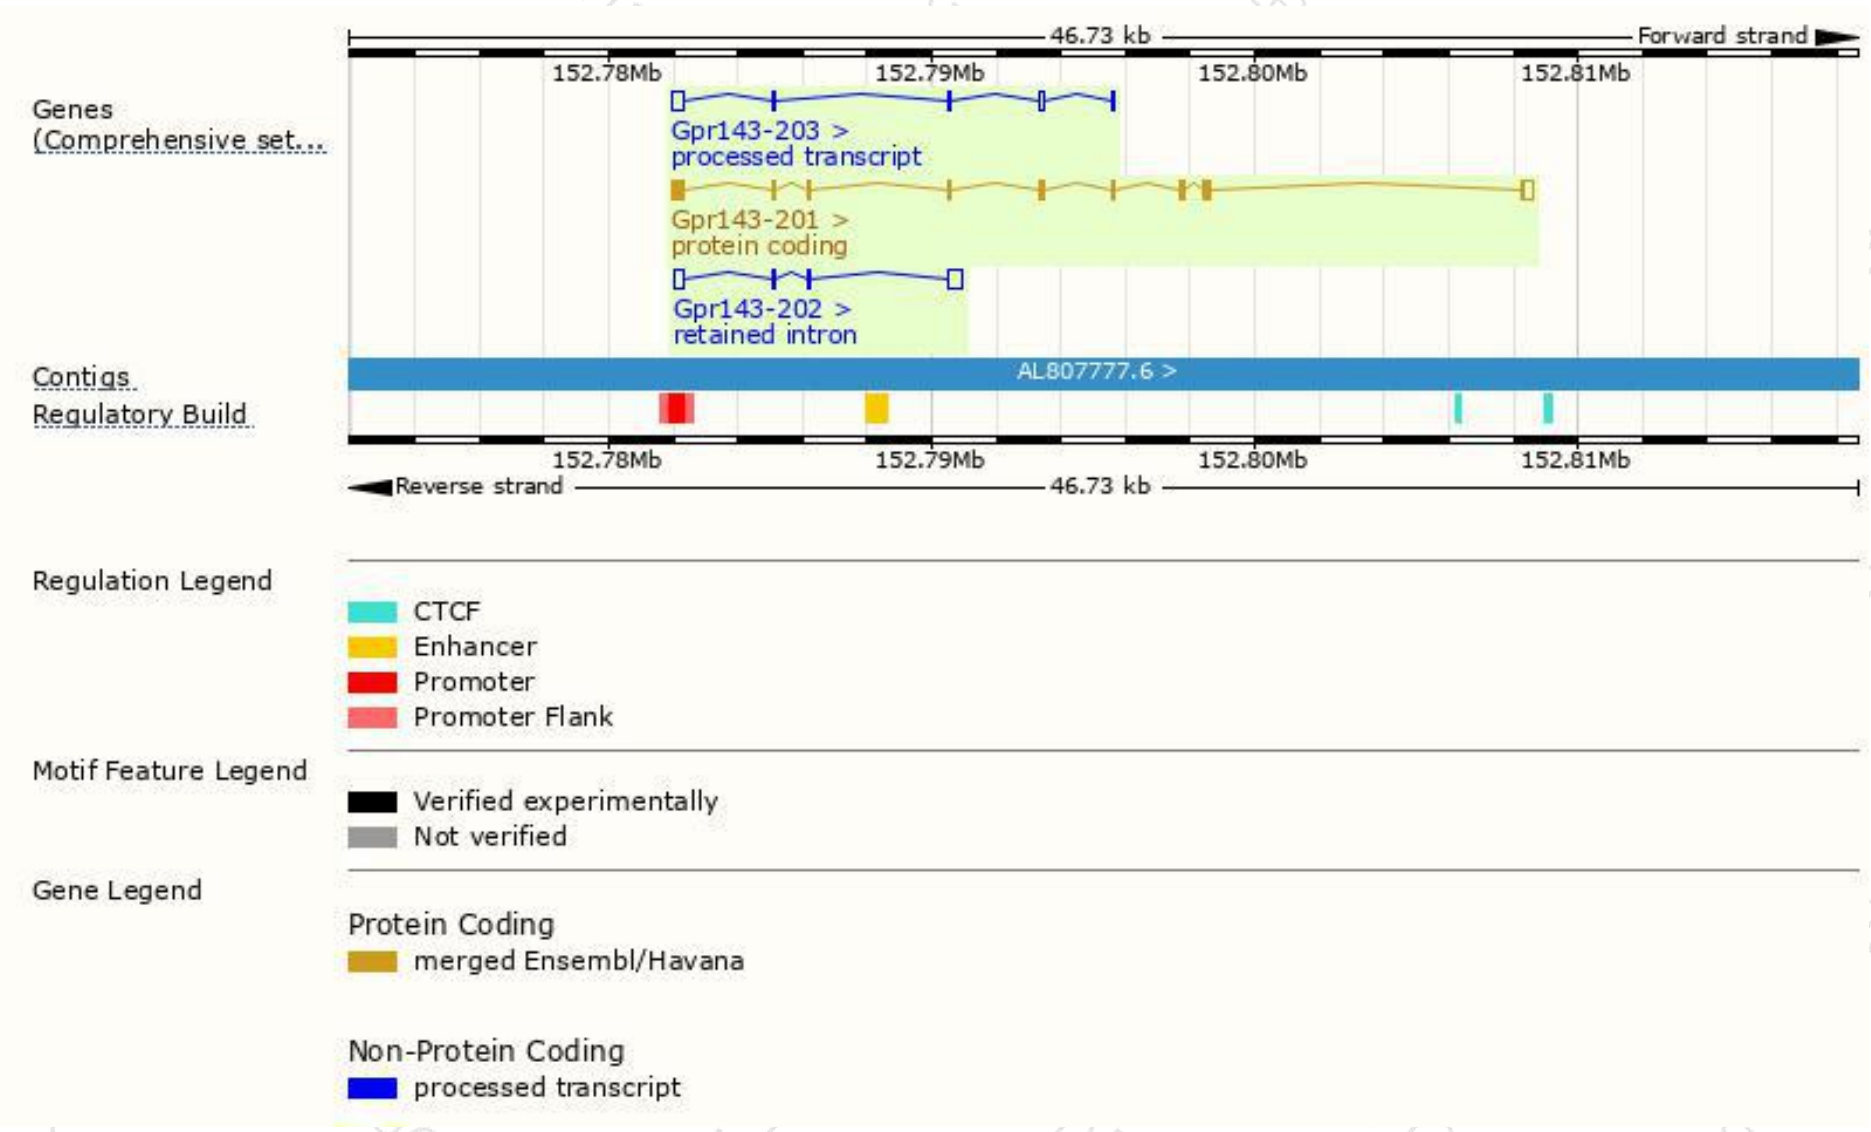 46.73 kb Forward strand
152.78Mb 152.79Mb 152.80Mb 152.81Mb
Genes
(Comprehensive set...
Gpr143-203 >
processed transcript
Gpr143-201 >
protein coding
Gpr143-202 >
retained intron
Contigs
AL807777.6 >
Regulatory Build
152.78Mb 152.79Mb 152.80Mb 152.81Mb
Reverse strand 46.73 kb
Regulation Legend
CTCF
Enhancer
Promoter
Promoter Flank
Motif Feature Legend
Verified experimentally
Not verified
Gene Legend
Protein Coding
merged Ensembl/Havana
Non-Protein Coding
processed transcript